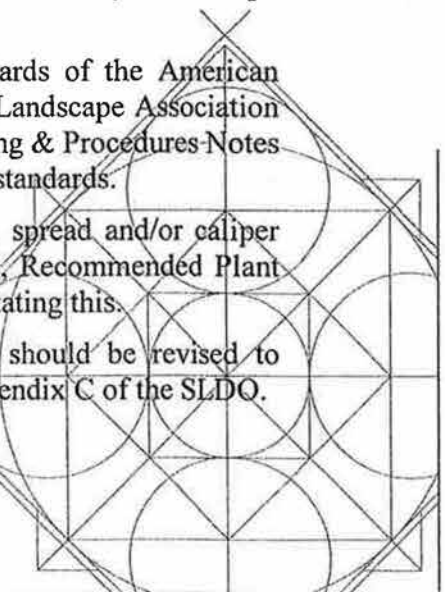 ards of the American
Landscape Association
ng & Procedures Notes
standards.
spread and/or caliper
, Recommended Plant
tating this.
should be revised to
endix C of the SLDO.